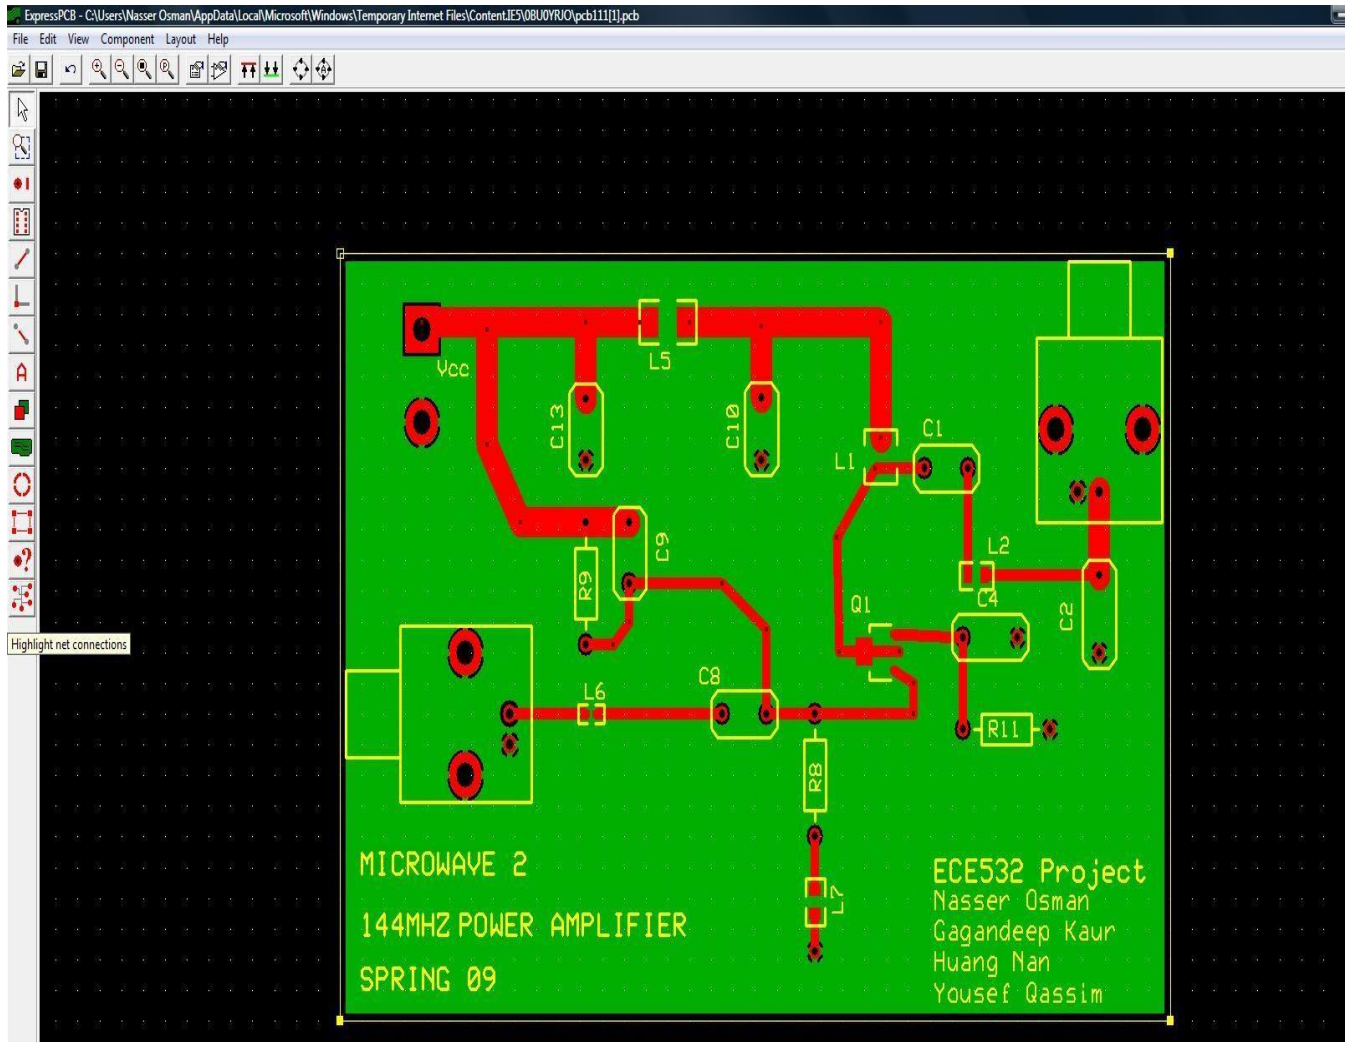 ExpressPCB - C:\Users\Nasser Osman\AppData\Local\Microsoft\Windows\Temporary Internet Files\Content.IE5\0BU0YRJO\pcb111[1].pcb
File Edit View Component Layout Help
Vcc
L5
C13
C10
C1
L1
L2
C9
R9
C4
Q1
C2
Highlight net connections
C8
L6
R11
R8
L7
MICROWAVE 2
144MHZ POWER AMPLIFIER
SPRING 09
ECE532 Project
Nasser Osman
Gagandeep Kaur
Huang Nan
Yousef Qassim